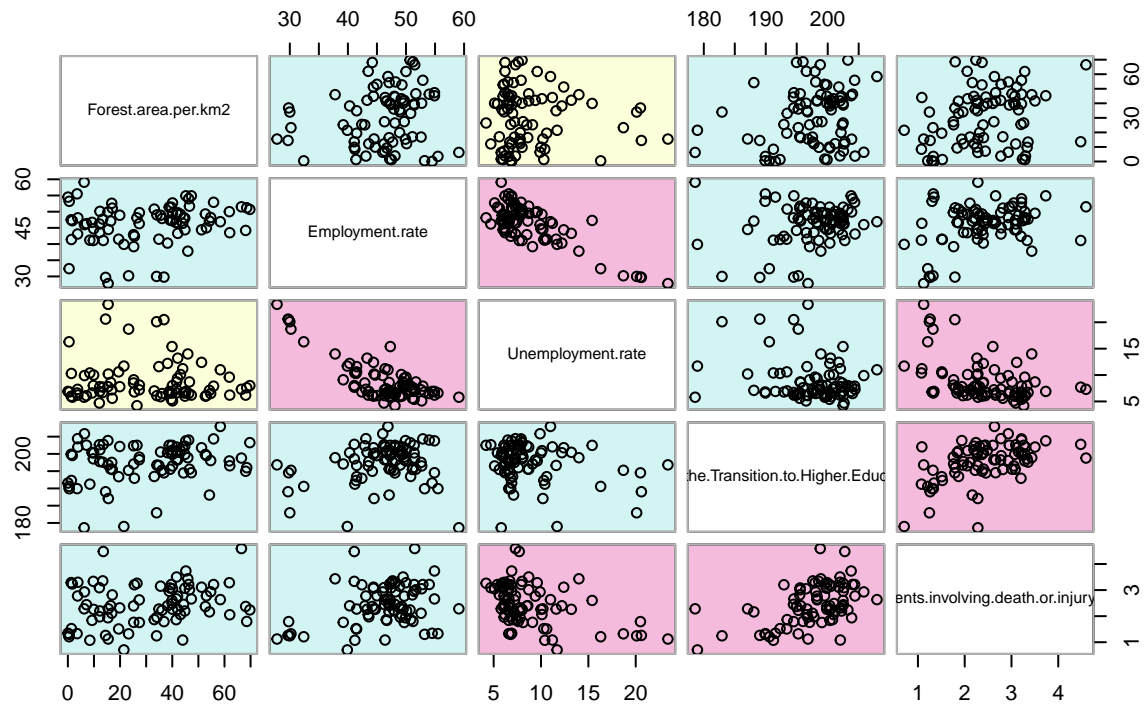 30 40 50 60
180 190 200
Forest.area.per.km2
0 30 60
30 45 60
Employment.rate
Unemployment.rate
5 15
180 200
the.Transition.to.Higher.Educ
ents.involving.death.or.injury
1 3
0 20 40 60
5 10 15 20
1 2 3 4